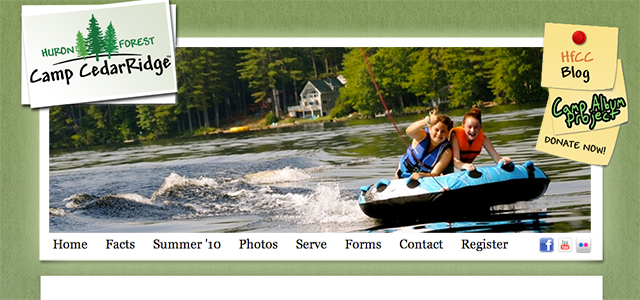 HURON FOREST
Camp CedarRidge
HfCC
Blog
Camp Album
Project
DONATE NOW!
Home Facts Summer '10 Photos Serve Forms Contact Register